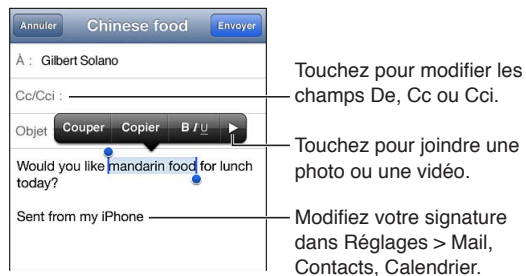 Annuler Chinese food Envoyer
À : Gilbert Solano
Cc/Cci :
Objet
Couper Copier B I U
Would you like mandarin food for lunch
today?
Sent from my iPhone
Touchez pour modifier les
champs De, Cc ou Cci.
Touchez pour joindre une
photo ou une vidéo.
Modifiez votre signature
dans Réglages > Mail,
Contacts, Calendrier.